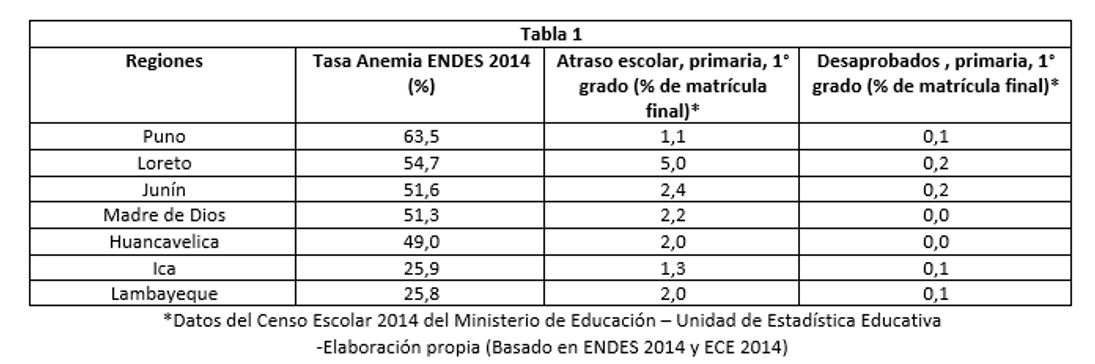 Tabla 1
Regiones Tasa Anemia ENDES 2014 (%) Atraso escolar, primaria, 1° grado (% de matrícula final)* Desaprobados , primaria, 1° grado (% de matrícula final)*
Puno 63,5 1,1 0,1
Loreto 54,7 5,0 0,2
Junín 51,6 2,4 0,2
Madre de Dios 51,3 2,2 0,0
Huancavelica 49,0 2,0 0,0
Ica 25,9 1,3 0,1
Lambayeque 25,8 2,0 0,1
*Datos del Censo Escolar 2014 del Ministerio de Educación – Unidad de Estadística Educativa
-Elaboración propia (Basado en ENDES 2014 y ECE 2014)